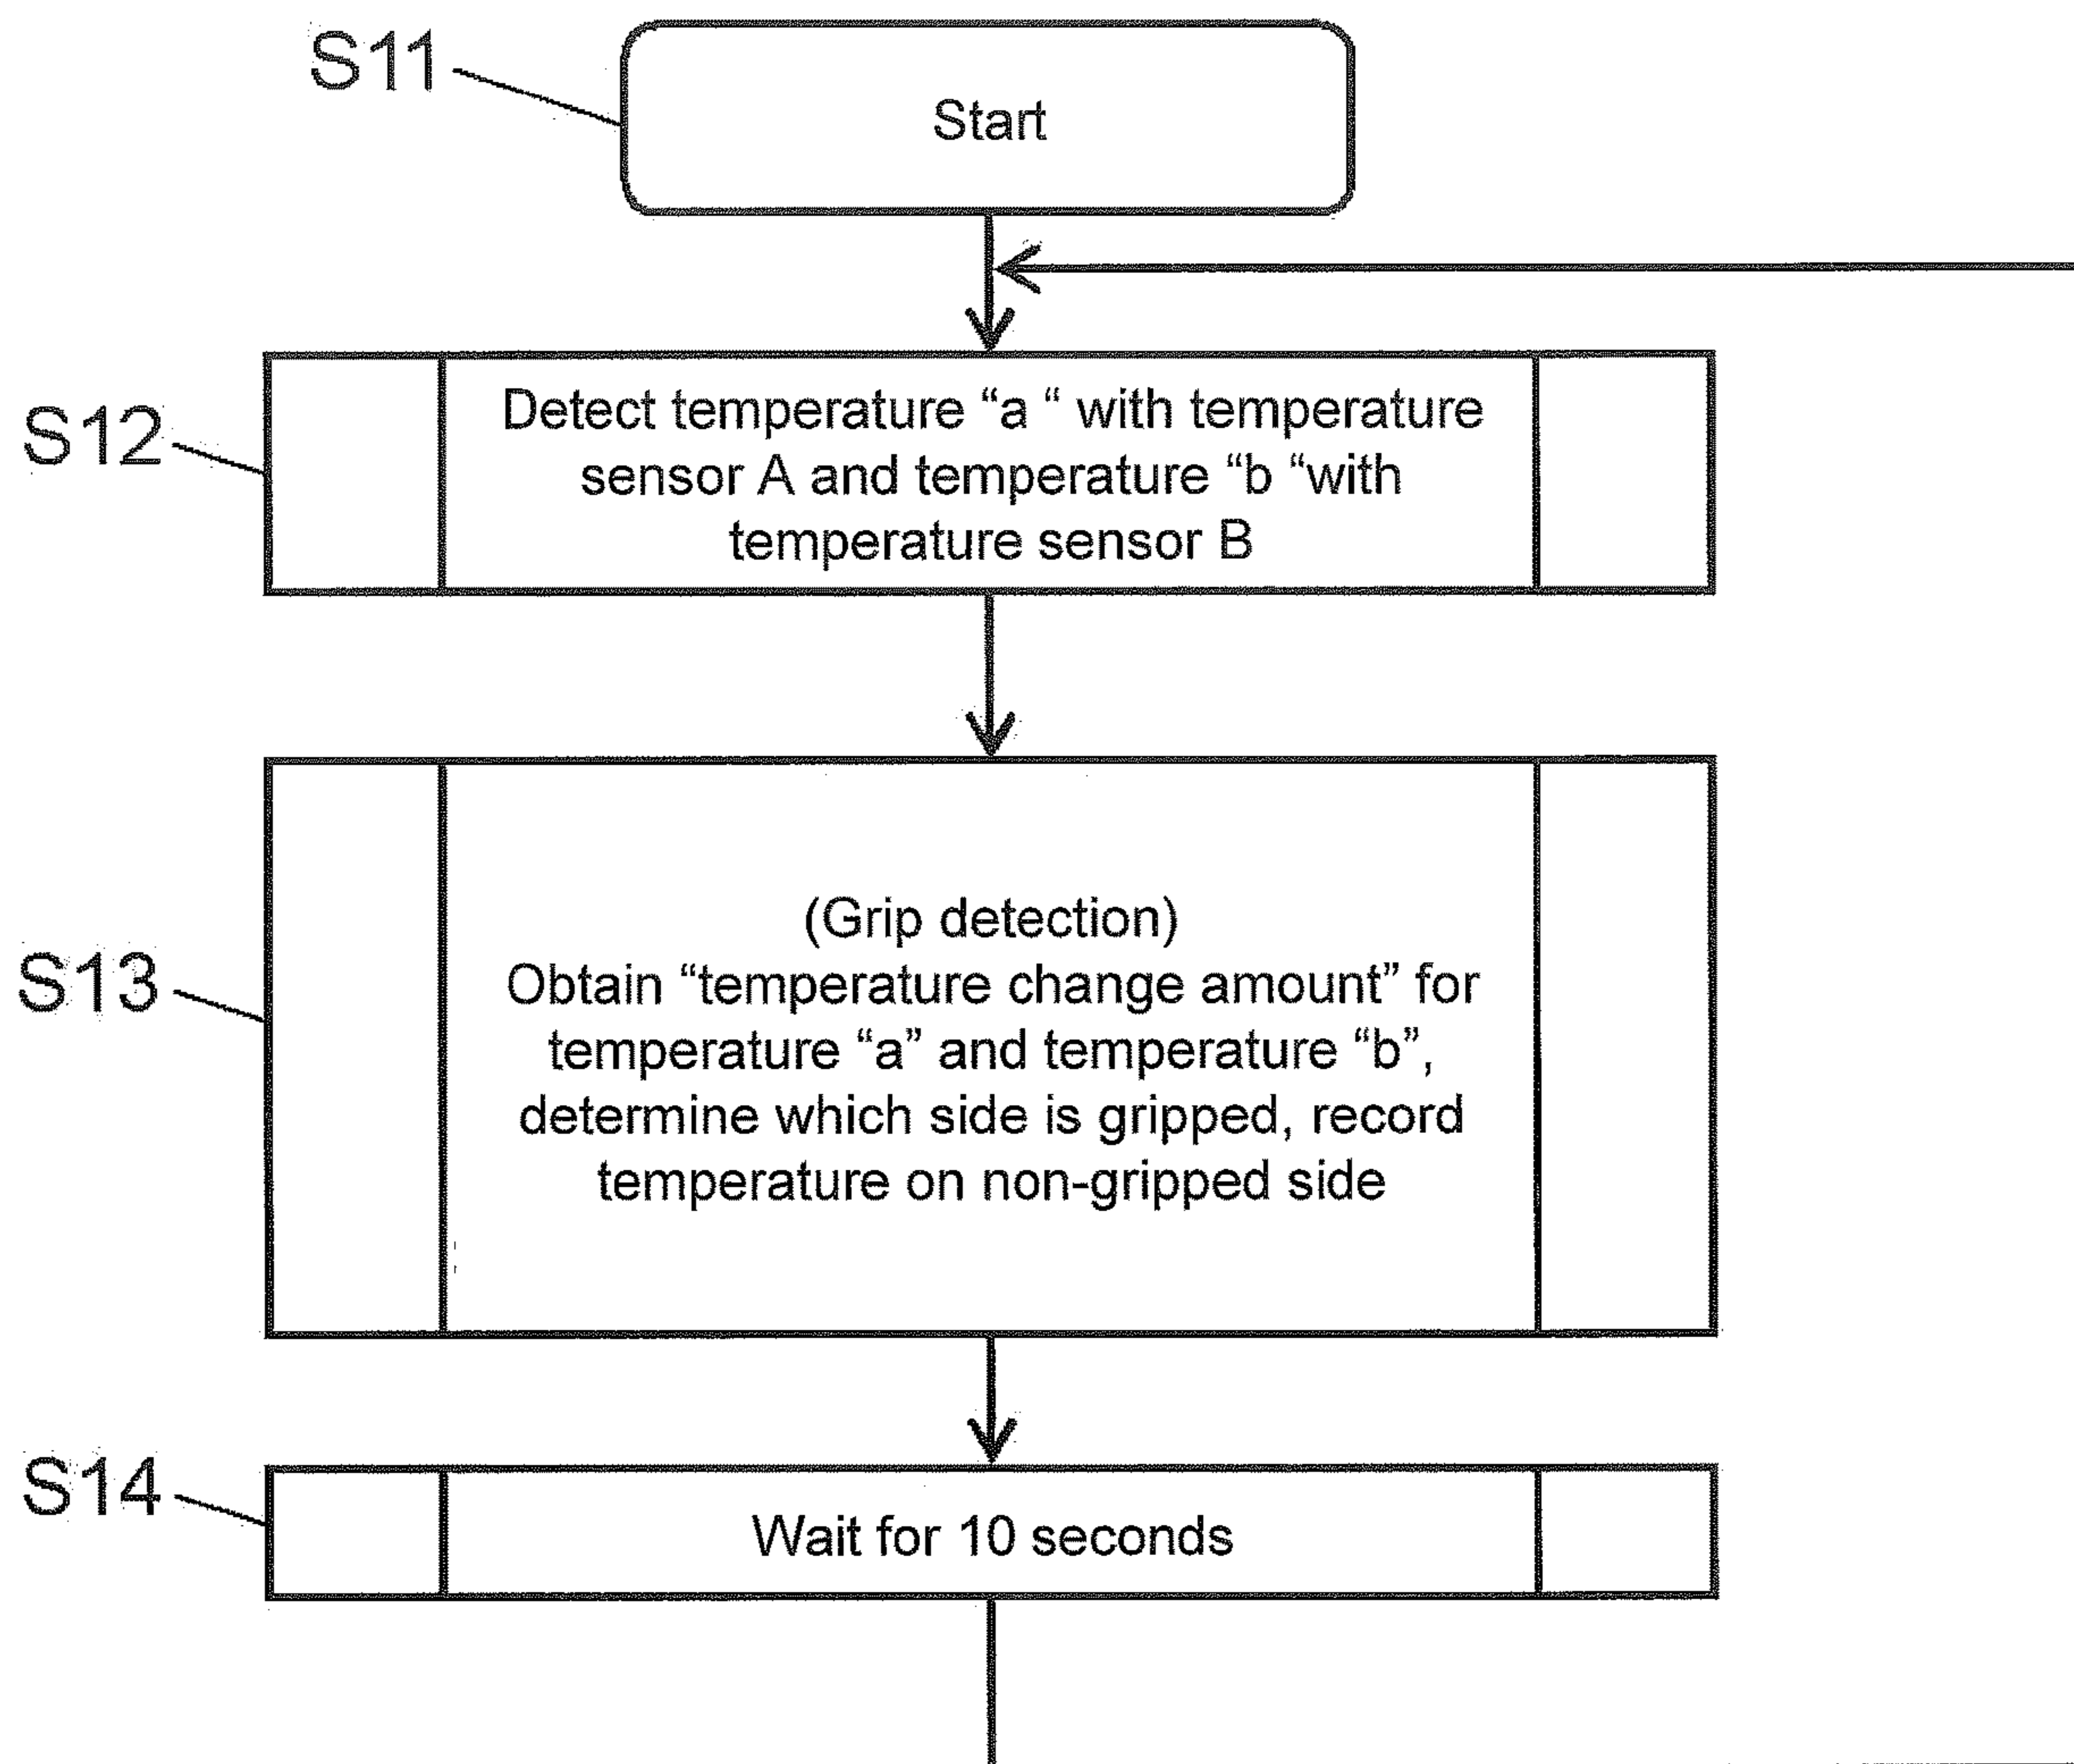 S11
Start
S12
Detect temperature “a “ with temperature
sensor A and temperature “b “with
temperature sensor B
S13
(Grip detection)
Obtain “temperature change amount” for
temperature “a” and temperature “b”,
determine which side is gripped, record
temperature on non-gripped side
S14
Wait for 10 seconds